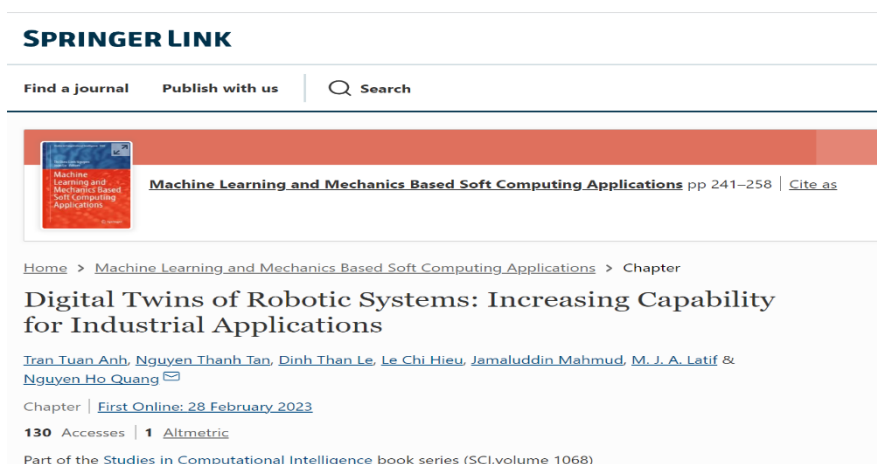 SPRINGER LINK
Find a journal Publish with us Search
Machine
Learning and
Mechanics Based
Soft Computing
Applications
Machine Learning and Mechanics Based Soft Computing Applications pp 241–258 | Cite as
Home > Machine Learning and Mechanics Based Soft Computing Applications > Chapter
Digital Twins of Robotic Systems: Increasing Capability
for Industrial Applications
Tran Tuan Anh, Nguyen Thanh Tan, Dinh Than Le, Le Chi Hieu, Jamaluddin Mahmud, M. J. A. Latif &
Nguyen Ho Quang
Chapter | First Online: 28 February 2023
130 Accesses | 1 Altmetric
Part of the Studies in Computational Intelligence book series (SCI,volume 1068)